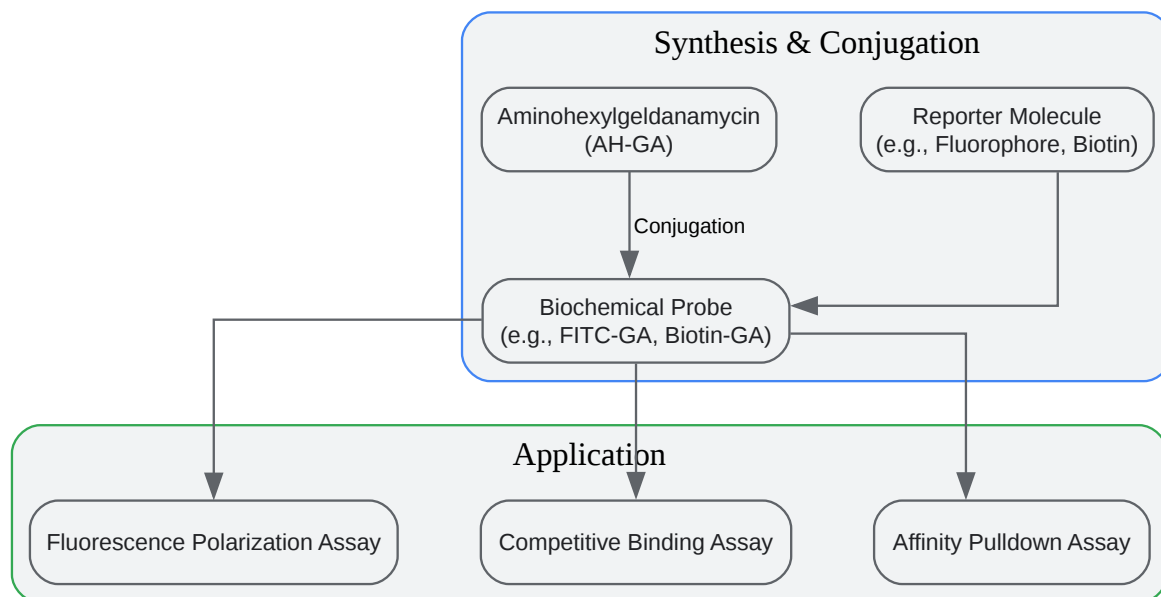 Synthesis & Conjugation
Aminohexylgeldanamycin
(AH-GA)
Reporter Molecule
(e.g., Fluorophore, Biotin)
Conjugation
Biochemical Probe
(e.g., FITC-GA, Biotin-GA)
Application
Fluorescence Polarization Assay
Competitive Binding Assay
Affinity Pulldown Assay